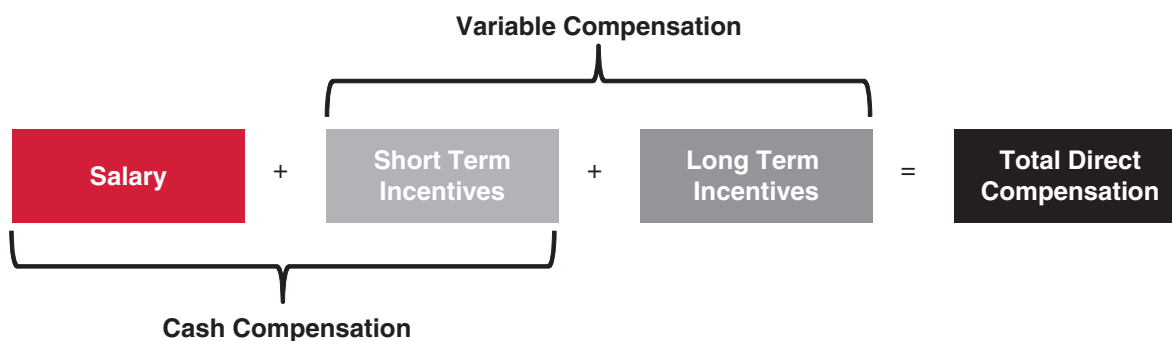 Variable Compensation
Salary
+
Short Term
Incentives
+
Long Term
Incentives
=
Total Direct
Compensation
Cash Compensation